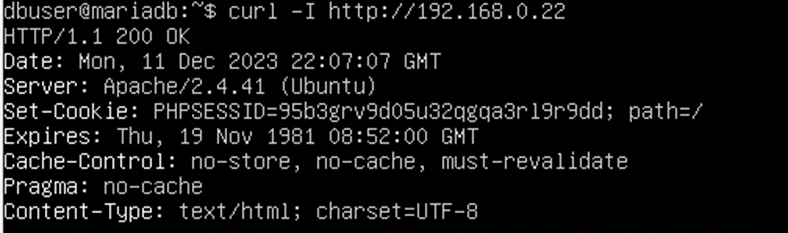 dbuser@mariadb:~$ curl -I http://192.168.0.22
HTTP/1.1 200 OK
Date: Mon, 11 Dec 2023 22:07:07 GMT
Server: Apache/2.4.41 (Ubuntu)
Set-Cookie: PHPSESSID=95b3grv9d05u32qgqa3rl9r9dd; path=/
Expires: Thu, 19 Nov 1981 08:52:00 GMT
Cache-Control: no-store, no-cache, must-revalidate
Pragma: no-cache
Content-Type: text/html; charset=UTF-8